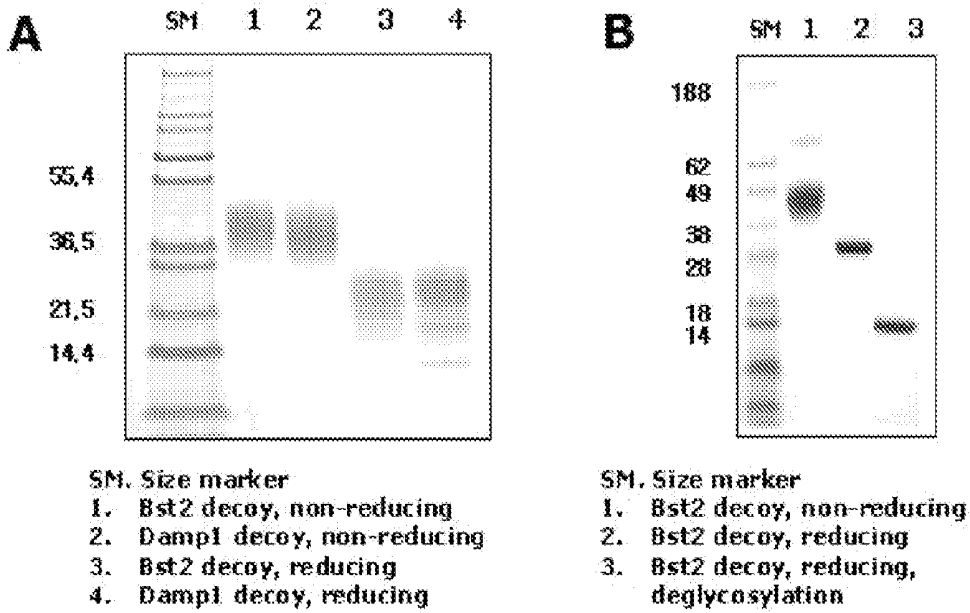 A
SM 1 2 3 4
55,4
36,5
21,5
14,4
SM. Size marker
1. Bst2 decoy, non-reducing
2. Damp1 decoy, non-reducing
3. Bst2 decoy, reducing
4. Damp1 decoy, reducing
B
SM 1 2 3
188
62
49
38
28
18
14
SM. Size marker
1. Bst2 decoy, non-reducing
2. Bst2 decoy, reducing
3. Bst2 decoy, reducing,
deglycosylation